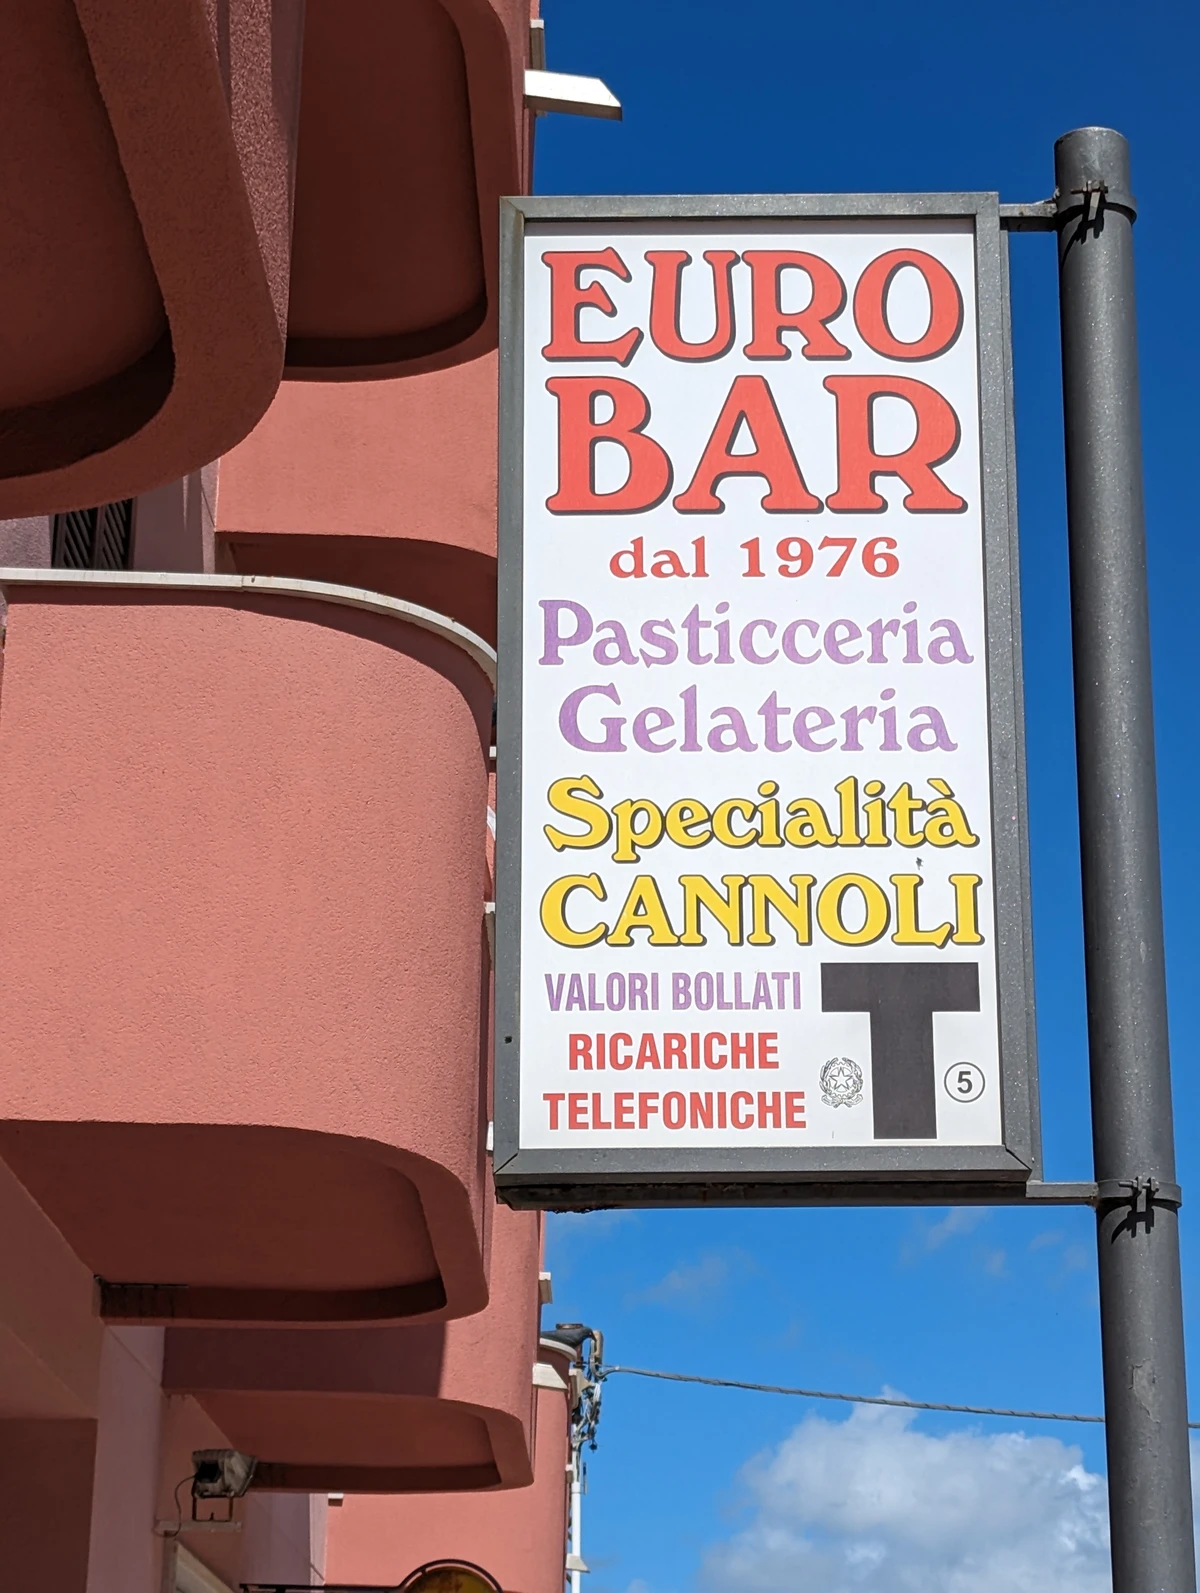 EURO
BAR
dal 1976
Pasticceria
Gelateria
Specialità
CANNOLI
VALORI BOLLATI
RICARICHE
TELEFONICHE
T
5